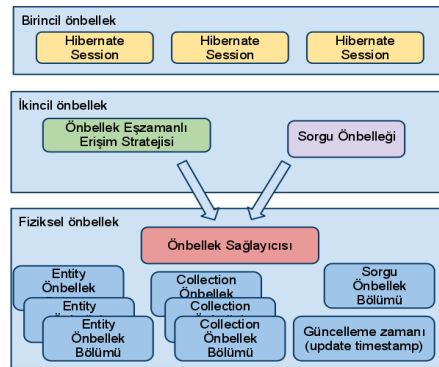 Birincil önbellek
Hibernate
Session
Hibernate
Session
Hibernate
Session
İkincil önbellek
Önbellek Eşzamanlı
Erişim Stratejisi
Sorgu Önbelleği
Fiziksel önbellek
Önbellek Sağlayıcısı
Entity
Önbellek
Entity
Entity
Önbellek
Bölümü
Collection
Önbellek
Collection
Collection
Önbellek
Bölümü
Sorgu
Önbellek
Bölümü
Güncelleme zamanı
(update timestamp)